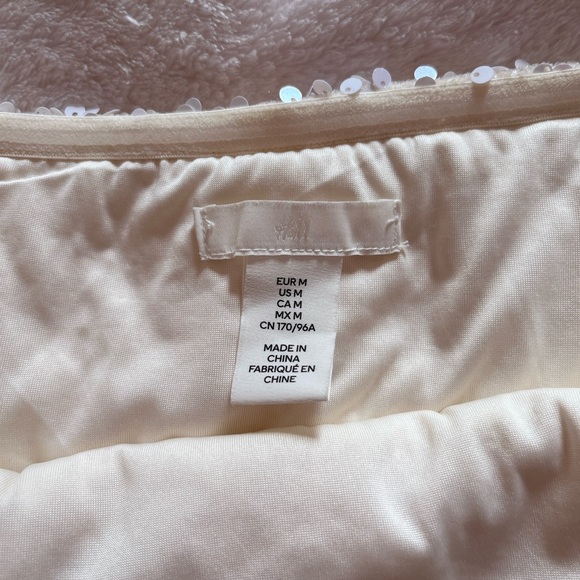 H&M
EUR M
US M
CA M
MX M
CN 170/96A
MADE IN
CHINA
FABRIQUÉ EN
CHINE